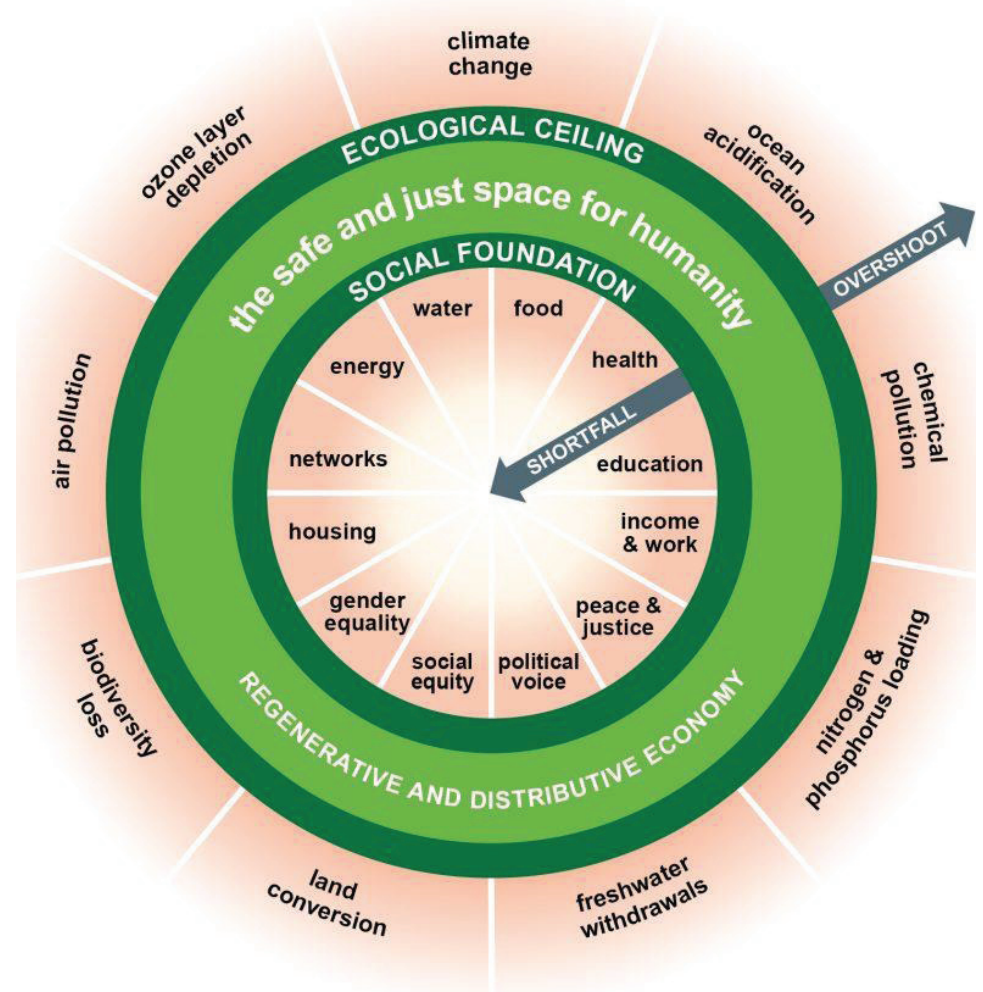 climate
change
ocean
acidification
OVERSHOOT
chemical
pollution
nitrogen &
phosphorus loading
freshwater
withdrawals
land
conversion
biodiversity
loss
air pollution
ozone layer
depletion
ECOLOGICAL CEILING
the safe and just space for humanity
SOCIAL FOUNDATION
water
food
health
SHORTFALL
education
income
& work
peace &
justice
political
voice
social
equity
gender
equality
housing
networks
energy
REGENERATIVE AND DISTRIBUTIVE ECONOMY